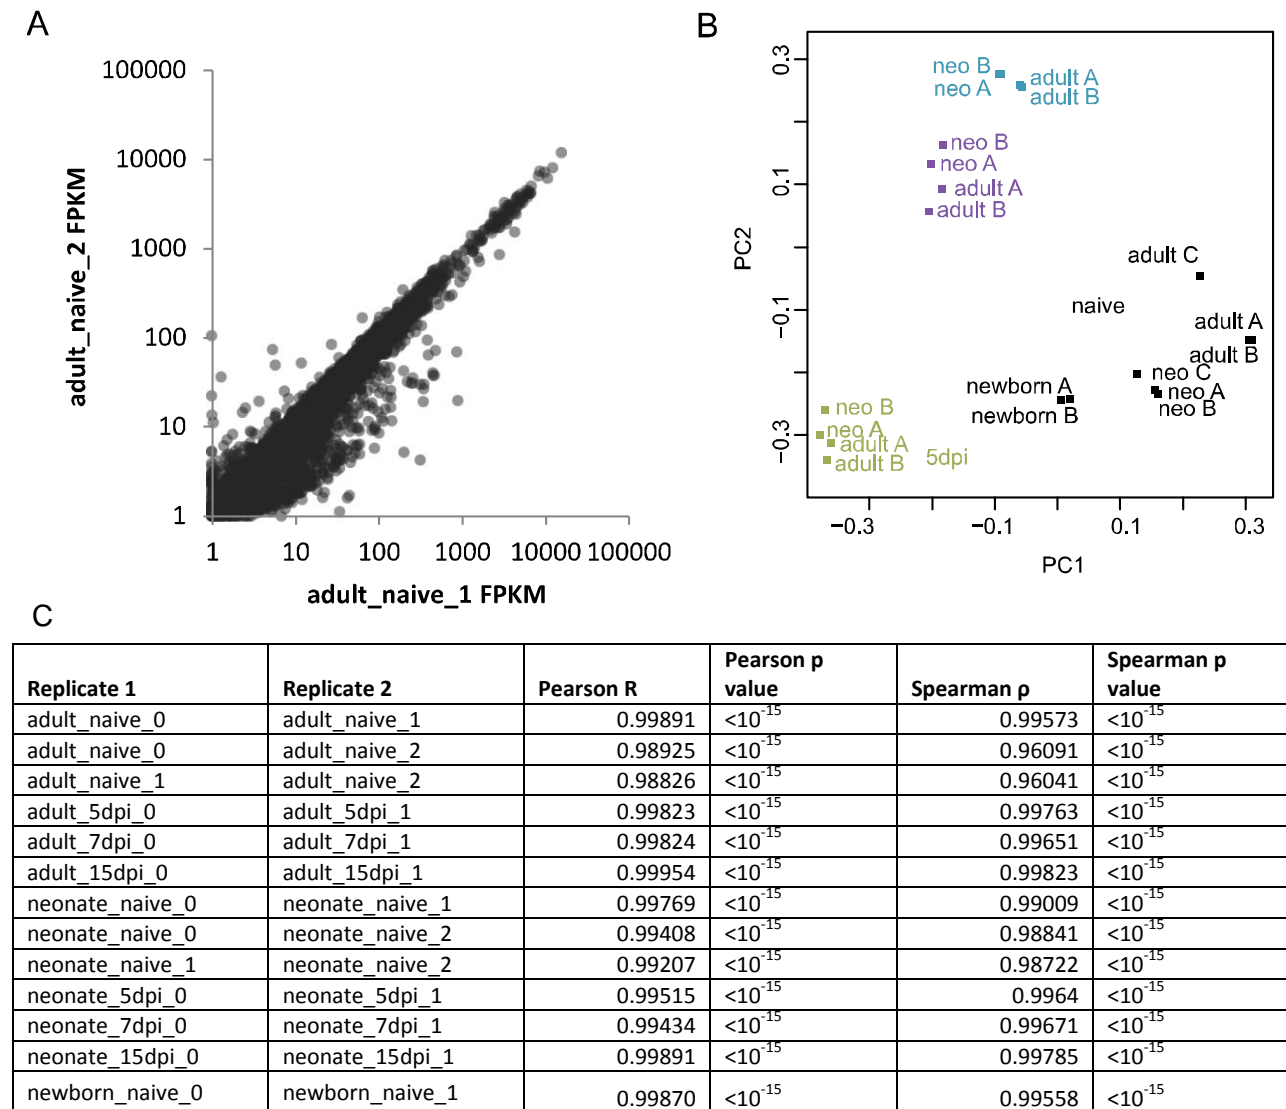 A
100000
10000
1000
100
10
1
adult_naive_2 FPKM
1 10 100 1000 10000 100000
adult_naive_1 FPKM
B
0.3
0.1
−0.1
−0.3
PC2
neo B
neo A
adult A
adult B
neo B
neo A
adult A
adult B
adult C
naive
adult A
adult B
neo C
neo A
neo B
newborn A
newborn B
neo B
neo A
adult A
adult B
5dpi
−0.3 −0.1 0.1 0.3
PC1
C
Replicate 1 Replicate 2 Pearson R Pearson p value Spearman ρ Spearman p value
adult_naive_0 adult_naive_1 0.99891 <10^-15 0.99573 <10^-15
adult_naive_0 adult_naive_2 0.98925 <10^-15 0.96091 <10^-15
adult_naive_1 adult_naive_2 0.98826 <10^-15 0.96041 <10^-15
adult_5dpi_0 adult_5dpi_1 0.99823 <10^-15 0.99763 <10^-15
adult_7dpi_0 adult_7dpi_1 0.99824 <10^-15 0.99651 <10^-15
adult_15dpi_0 adult_15dpi_1 0.99954 <10^-15 0.99823 <10^-15
neonate_naive_0 neonate_naive_1 0.99769 <10^-15 0.99009 <10^-15
neonate_naive_0 neonate_naive_2 0.99408 <10^-15 0.98841 <10^-15
neonate_naive_1 neonate_naive_2 0.99207 <10^-15 0.98722 <10^-15
neonate_5dpi_0 neonate_5dpi_1 0.99515 <10^-15 0.9964 <10^-15
neonate_7dpi_0 neonate_7dpi_1 0.99434 <10^-15 0.99671 <10^-15
neonate_15dpi_0 neonate_15dpi_1 0.99891 <10^-15 0.99785 <10^-15
newborn_naive_0 newborn_naive_1 0.99870 <10^-15 0.99558 <10^-15